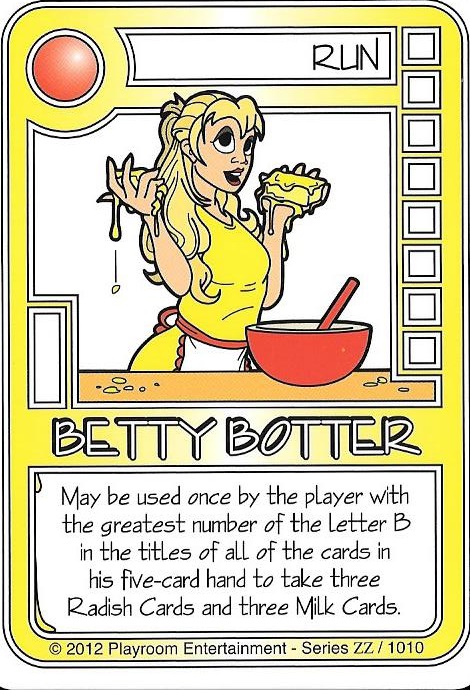 RUN
BETTY BOTTER
May be used once by the player with
the greatest number of the letter B
in the titles of all of the cards in
his five-card hand to take three
Radish Cards and three Milk Cards.
© 2012 Playroom Entertainment - Series ZZ / 1010